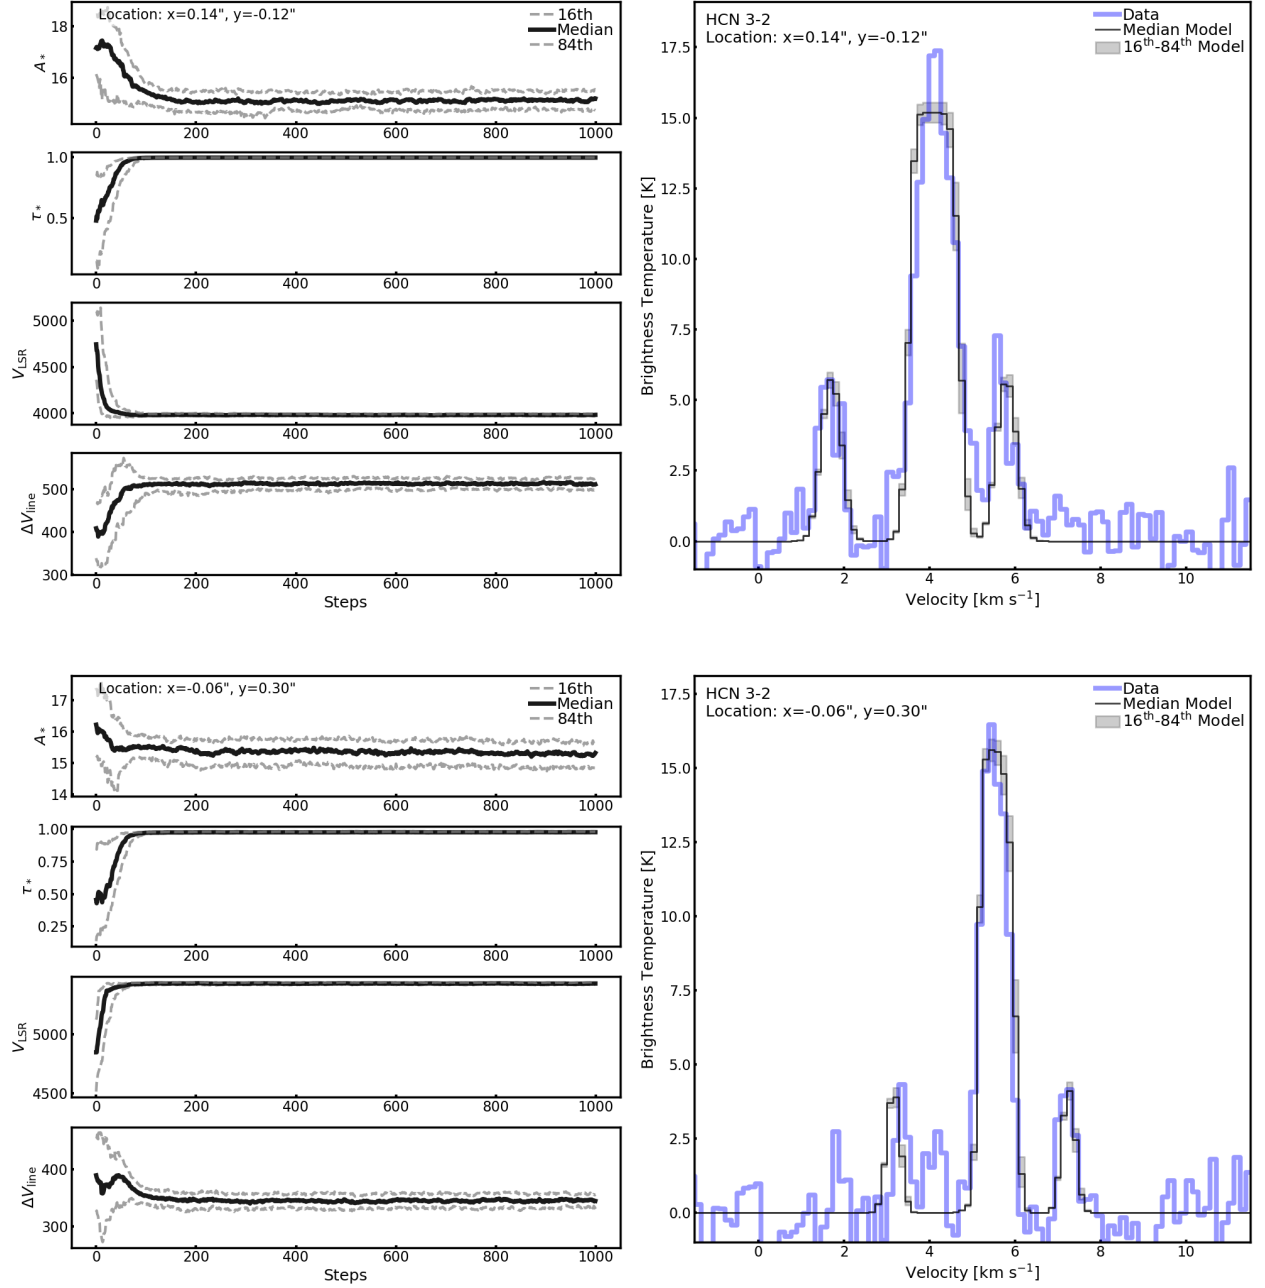 Location: x=0.14", y=-0.12"
16th
Median
84th
A*
18
16
0 200 400 600 800 1000
τ*
1.0
0.5
0 200 400 600 800 1000
VLSR
5000
4500
4000
0 200 400 600 800 1000
ΔVline
500
400
300
0 200 400 600 800 1000
Steps
HCN 3-2
Location: x=0.14", y=-0.12"
Data
Median Model
16th-84th Model
Brightness Temperature [K]
17.5
15.0
12.5
10.0
7.5
5.0
2.5
0.0
0 2 4 6 8 10
Velocity [km s−1]
Location: x=-0.06", y=0.30"
16th
Median
84th
A*
17
16
15
14
0 200 400 600 800 1000
τ*
1.00
0.75
0.50
0.25
0 200 400 600 800 1000
VLSR
5000
4500
0 200 400 600 800 1000
ΔVline
400
300
0 200 400 600 800 1000
Steps
HCN 3-2
Location: x=-0.06", y=0.30"
Data
Median Model
16th-84th Model
Brightness Temperature [K]
17.5
15.0
12.5
10.0
7.5
5.0
2.5
0.0
0 2 4 6 8 10
Velocity [km s−1]